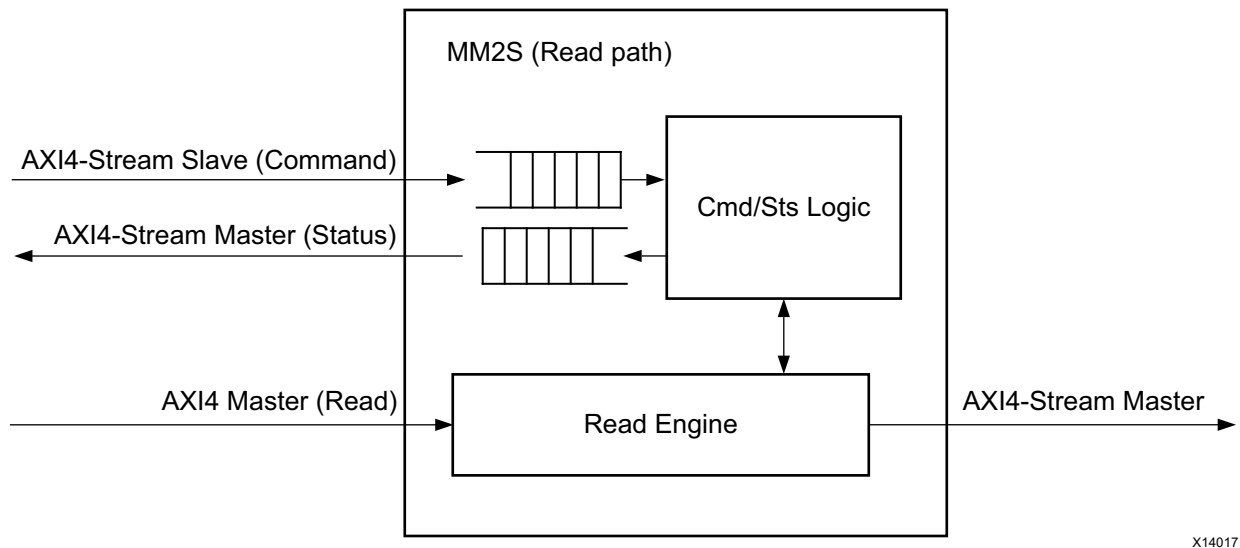 MM2S (Read path)
AXI4-Stream Slave (Command)
Cmd/Sts Logic
AXI4-Stream Master (Status)
AXI4 Master (Read)
Read Engine
AXI4-Stream Master
X14017